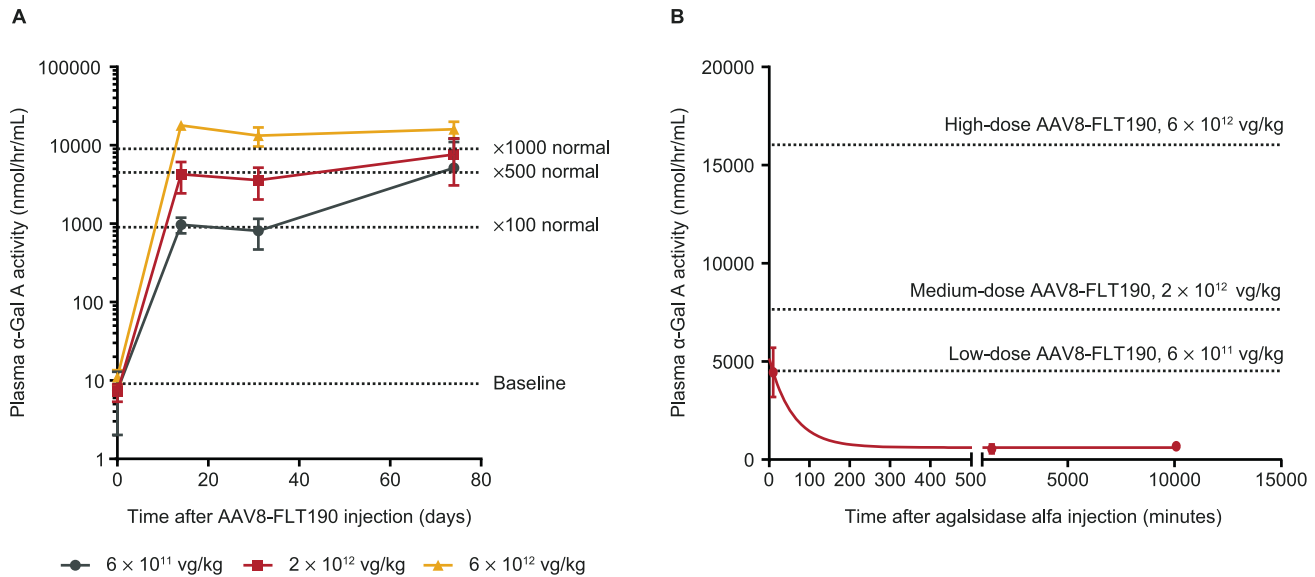 A
Plasma α-Gal A activity (nmol/hr/mL)
100000
10000
1000
100
10
1
×1000 normal
×500 normal
×100 normal
Baseline
0 20 40 60 80
Time after AAV8-FLT190 injection (days)
6 × 10¹¹ vg/kg 2 × 10¹² vg/kg 6 × 10¹² vg/kg
B
Plasma α-Gal A activity (nmol/hr/mL)
20000
15000
10000
5000
0
High-dose AAV8-FLT190, 6 × 10¹² vg/kg
Medium-dose AAV8-FLT190, 2 × 10¹² vg/kg
Low-dose AAV8-FLT190, 6 × 10¹¹ vg/kg
0 100 200 300 400 500 5000 10000 15000
Time after agalsidase alfa injection (minutes)